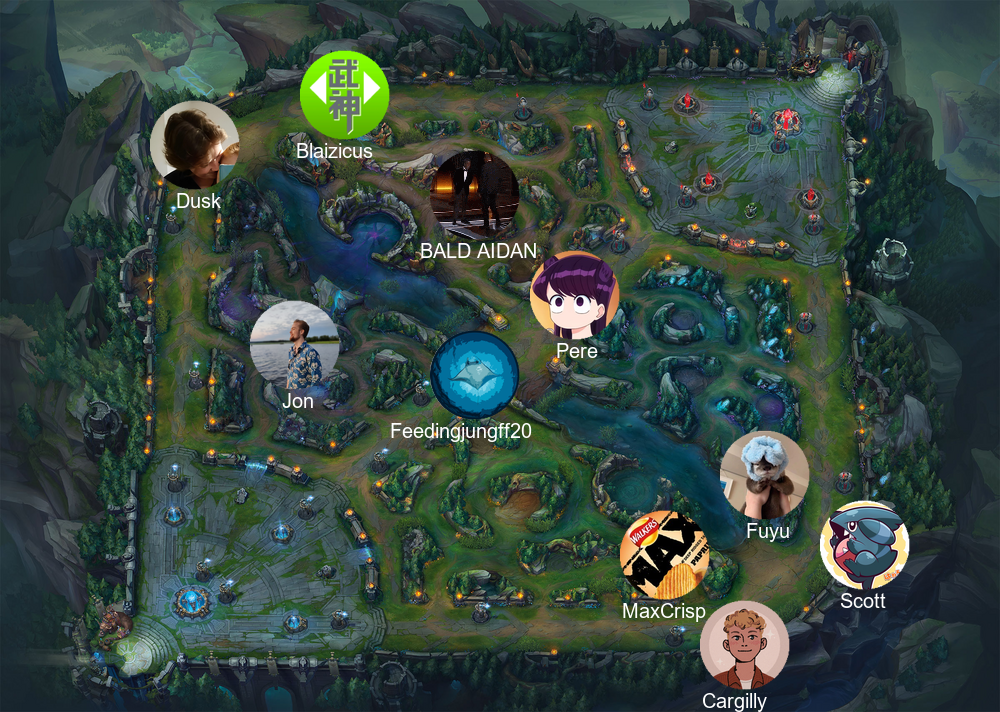 武
神
Blaizicus
Dusk
BALD AIDAN
Pere
Jon
Feedingjungff20
WALKERS
MAX
Fuyu
MaxCrisp
Scott
Cargilly